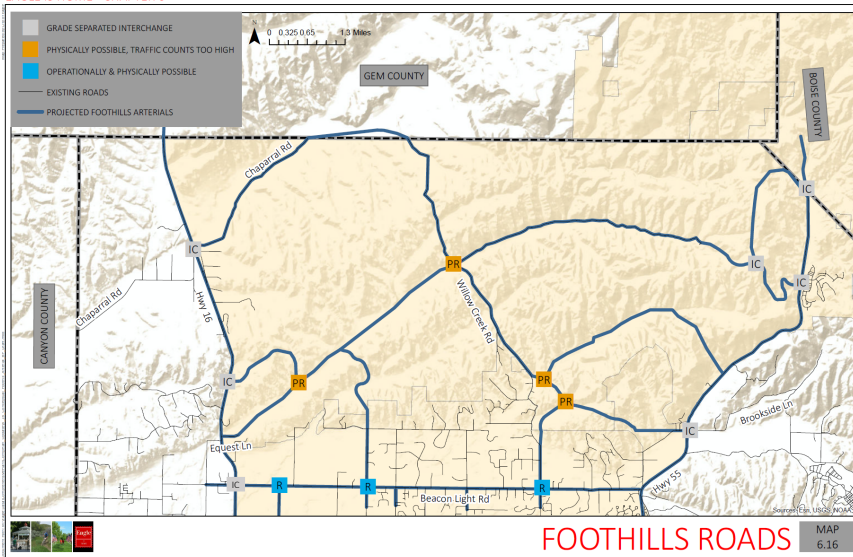 GRADE SEPARATED INTERCHANGE
PHYSICALLY POSSIBLE, TRAFFIC COUNTS TOO HIGH
OPERATIONALLY & PHYSICALLY POSSIBLE
EXISTING ROADS
PROJECTED FOOTHILLS ARTERIALS
N
0 0.325 0.65 1.3 Miles
GEM COUNTY
BOISE COUNTY
CANYON COUNTY
Chaparral Rd
IC
IC
PR
IC
IC
Chaparral Rd
Hwy 16
Willow Creek Rd
IC
PR
PR
PR
Brookside Ln
IC
Equest Ln
IC
R
R
R
Beacon Light Rd
Hwy 55
Sources: Esri, USGS, NOAA
Eagle
FOOTHILLS ROADS
MAP
6.16